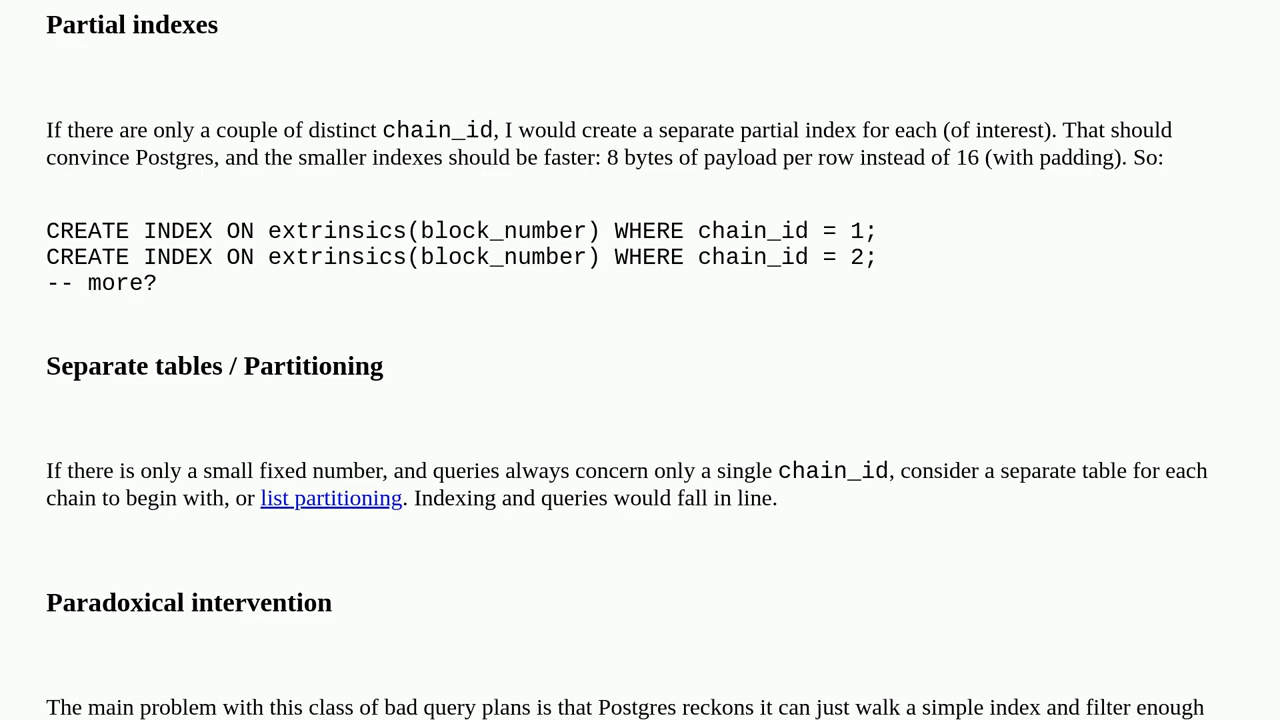 Partial indexes
If there are only a couple of distinct chain_id, I would create a separate partial index for each (of interest). That should
convince Postgres, and the smaller indexes should be faster: 8 bytes of payload per row instead of 16 (with padding). So:
CREATE INDEX ON extrinsics(block_number) WHERE chain_id = 1;
CREATE INDEX ON extrinsics(block_number) WHERE chain_id = 2;
-- more?
Separate tables / Partitioning
If there is only a small fixed number, and queries always concern only a single chain_id, consider a separate table for each
chain to begin with, or list partitioning. Indexing and queries would fall in line.
Paradoxical intervention
The main problem with this class of bad query plans is that Postgres reckons it can just walk a simple index and filter enough